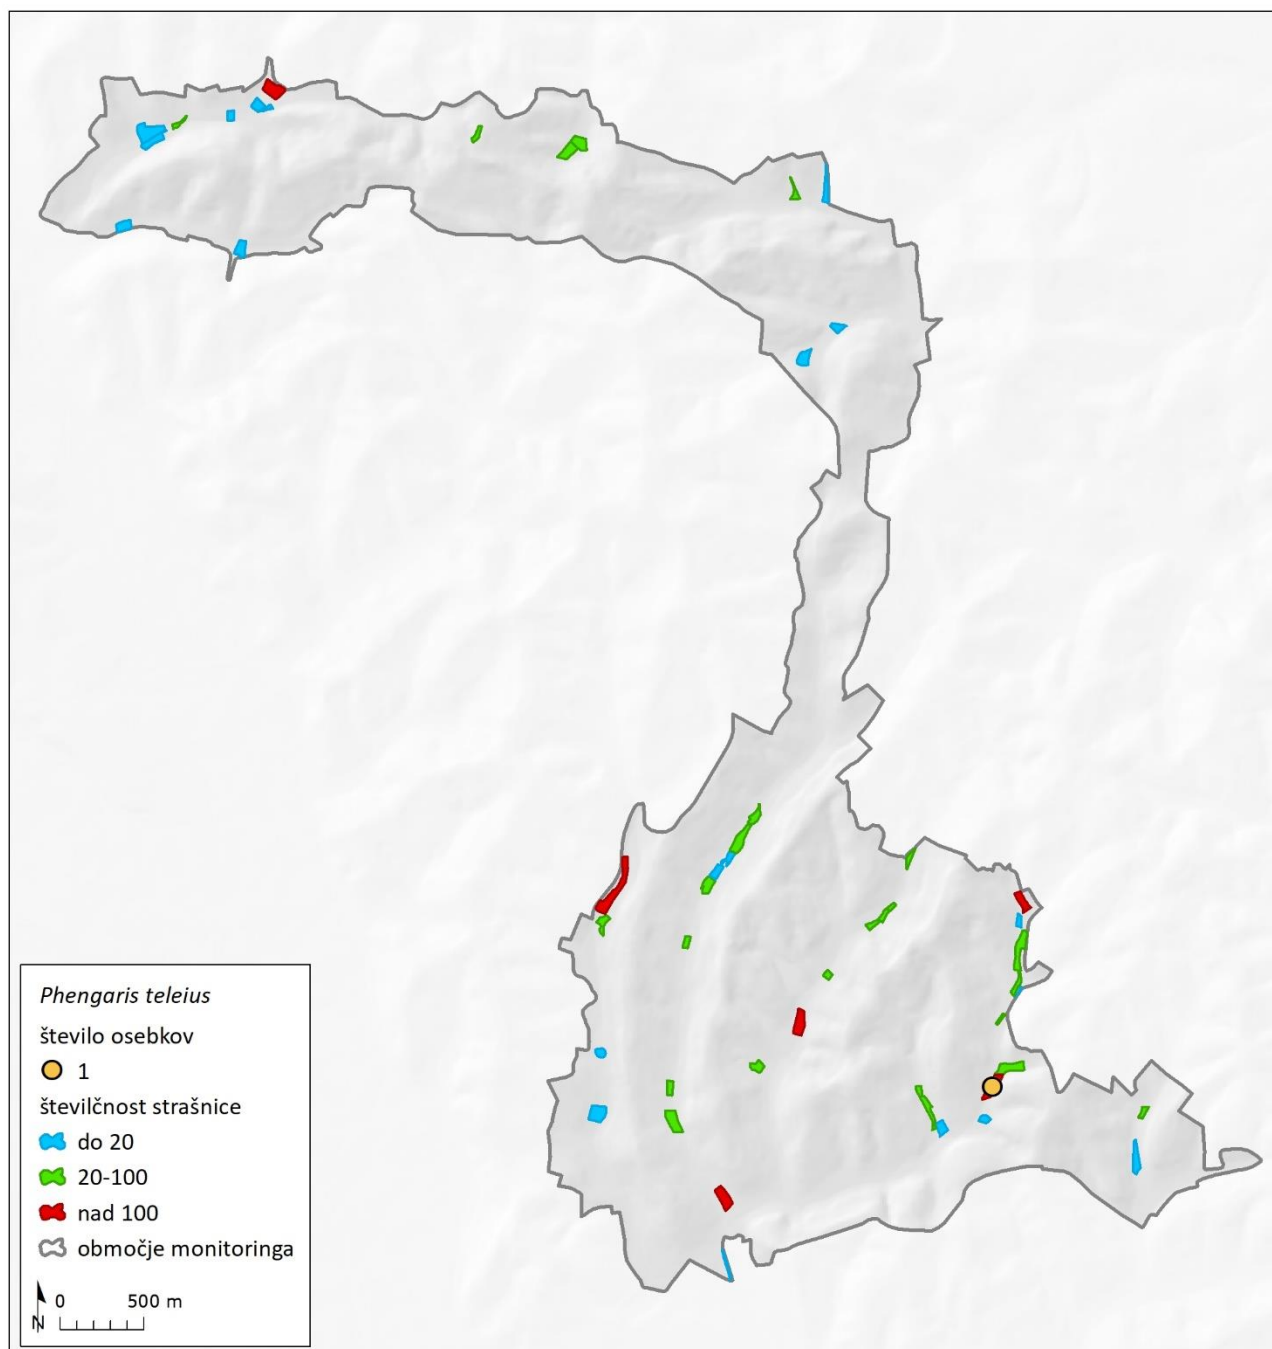 Phengaris teleius
število osebkov
1
številčnost strašnice
do 20
20-100
nad 100
območje monitoringa
N 0 500 m